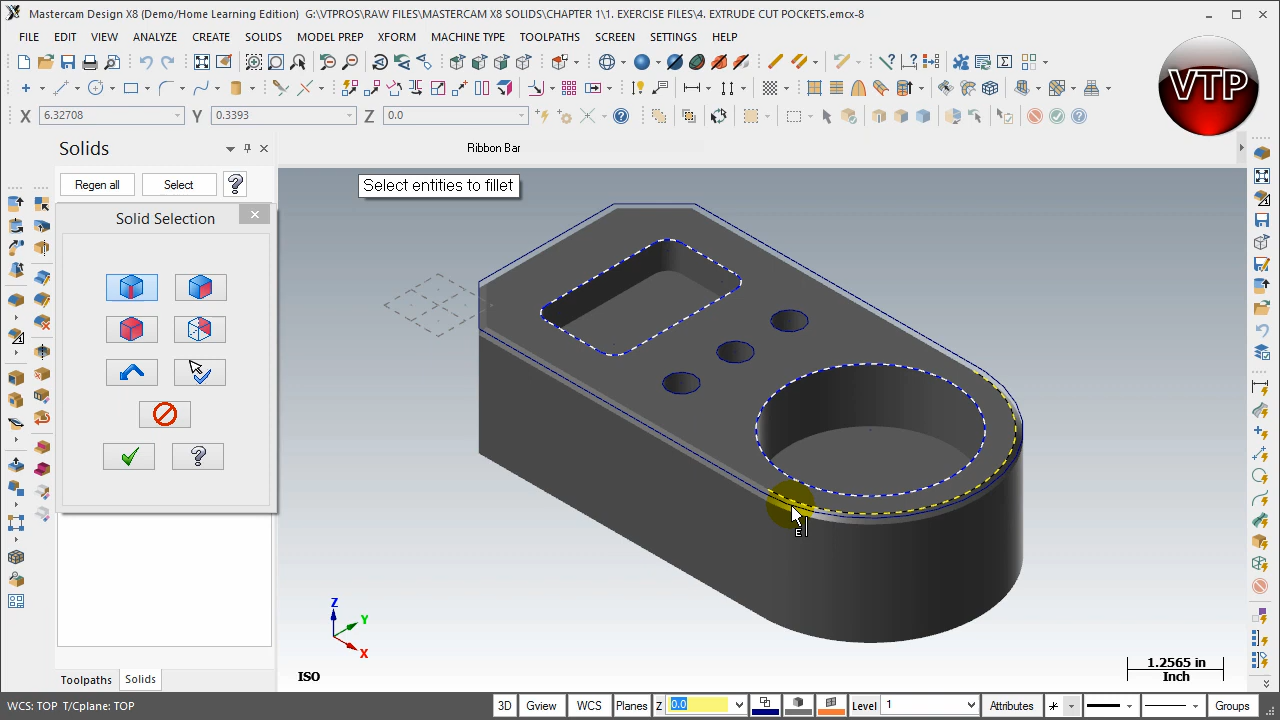 Mastercam Design X8 (Demo/Home Learning Edition) G:\VTPROS\RAW FILES\MASTERCAM X8 SOLIDS\CHAPTER 1\1. EXERCISE FILES\4. EXTRUDE CUT POCKETS.emcx-8
FILE EDIT VIEW ANALYZE CREATE SOLIDS MODEL PREP XFORM MACHINE TYPE TOOLPATHS SCREEN SETTINGS HELP
VTP
X 6.32708 Y 0.3393 Z 0.0
Solids
Ribbon Bar
Regen all Select
Select entities to fillet
Solid Selection
E
Z
Y
X
ISO
1.2565 in
Inch
Toolpaths Solids
WCS: TOP T/Cplane: TOP
3D Gview WCS Planes Z 0.0 Level 1 Attributes Groups